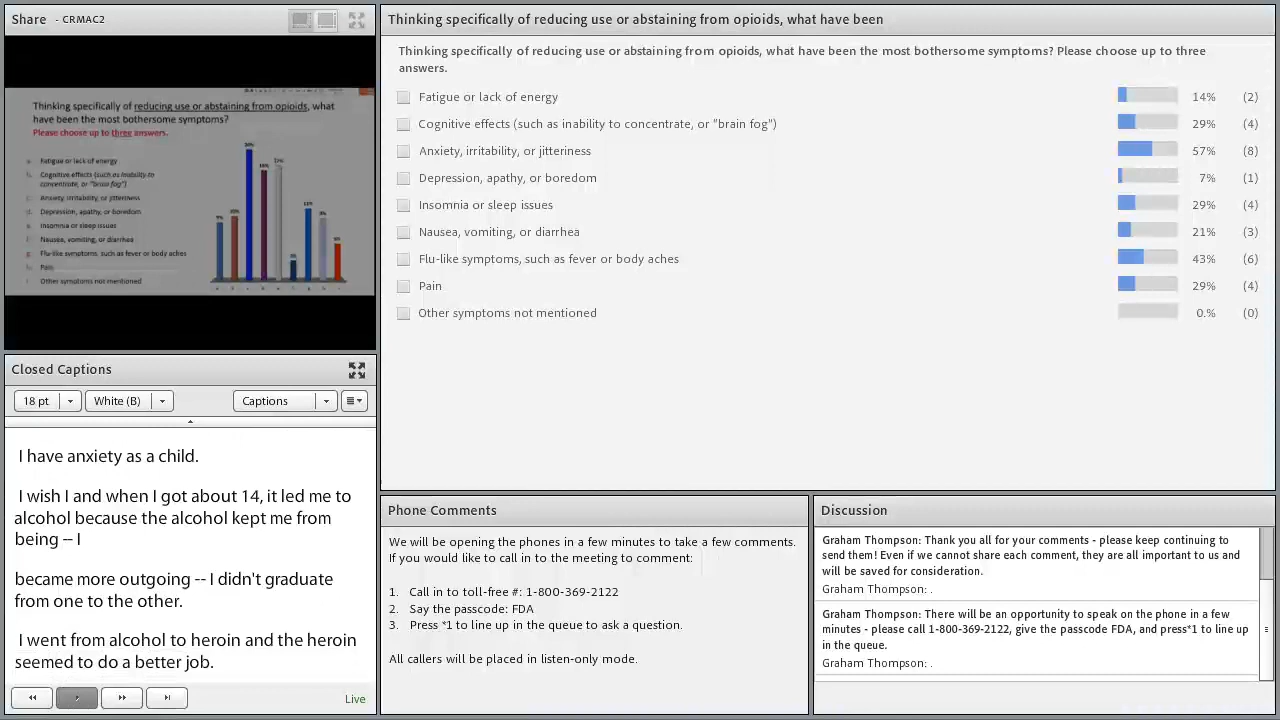 Share - CRMAC2
Thinking specifically of reducing use or abstaining from opioids, what
have been the most bothersome symptoms?
Please choose up to three answers.
Fatigue or lack of energy
Cognitive effects (such as inability to
concentrate, or "brain fog")
Anxiety, irritability, or jitteriness
Depression, apathy, or boredom
Insomnia or sleep issues
Nausea, vomiting, or diarrhea
Flu-like symptoms, such as fever or body aches
Pain
Other symptoms not mentioned
Closed Captions
18 pt White (B) Captions
I have anxiety as a child.
I wish I and when I got about 14, it led me to
alcohol because the alcohol kept me from
being -- I
became more outgoing -- I didn't graduate
from one to the other.
I went from alcohol to heroin and the heroin
seemed to do a better job.
Live
Thinking specifically of reducing use or abstaining from opioids, what have been
Thinking specifically of reducing use or abstaining from opioids, what have been the most bothersome symptoms? Please choose up to three
answers.
Fatigue or lack of energy 14% (2)
Cognitive effects (such as inability to concentrate, or "brain fog") 29% (4)
Anxiety, irritability, or jitteriness 57% (8)
Depression, apathy, or boredom 7% (1)
Insomnia or sleep issues 29% (4)
Nausea, vomiting, or diarrhea 21% (3)
Flu-like symptoms, such as fever or body aches 43% (6)
Pain 29% (4)
Other symptoms not mentioned 0.% (0)
Phone Comments
We will be opening the phones in a few minutes to take a few comments.
If you would like to call in to the meeting to comment:
1. Call in to toll-free #: 1-800-369-2122
2. Say the passcode: FDA
3. Press *1 to line up in the queue to ask a question.
All callers will be placed in listen-only mode.
Discussion
Graham Thompson: Thank you all for your comments - please keep continuing to
send them! Even if we cannot share each comment, they are all important to us and
will be saved for consideration.
Graham Thompson: .
Graham Thompson: There will be an opportunity to speak on the phone in a few
minutes - please call 1-800-369-2122, give the passcode FDA, and press*1 to line up
in the queue.
Graham Thompson: .